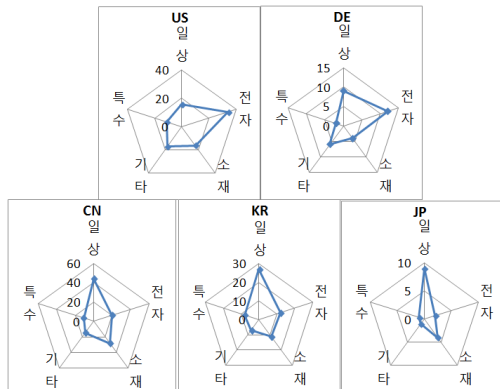 US
일
상
40
20
0
전
자
소
재
기
타
특
수
DE
일
상
15
10
5
0
전
자
소
재
기
타
특
수
CN
일
상
60
40
20
0
전
자
소
재
기
타
특
수
KR
일
상
30
20
10
0
전
자
소
재
기
타
특
수
JP
일
상
10
5
0
전
자
소
재
기
타
특
수